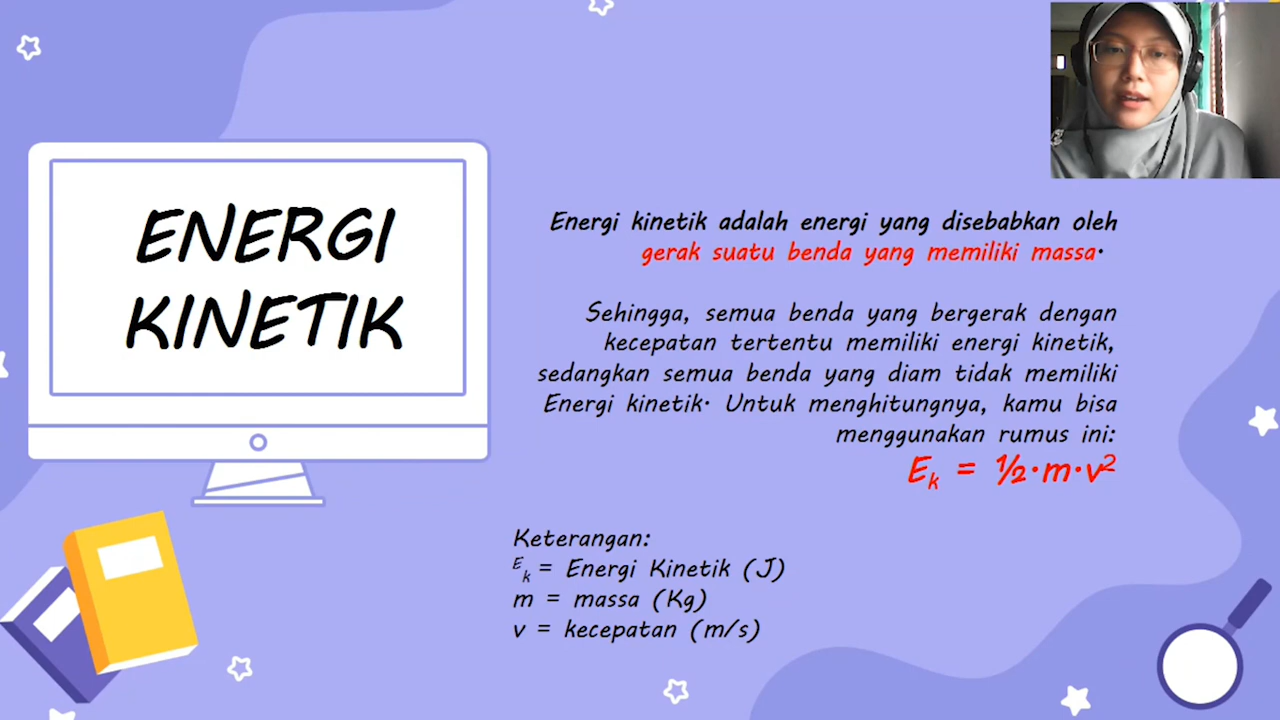 ENERGI
KINETIK
Energi kinetik adalah energi yang disebabkan oleh
gerak suatu benda yang memiliki massa.
Sehingga, semua benda yang bergerak dengan
kecepatan tertentu memiliki energi kinetik,
sedangkan semua benda yang diam tidak memiliki
Energi kinetik. Untuk menghitungnya, kamu bisa
menggunakan rumus ini:
Eₖ = ½.m.v²
Keterangan:
Eₖ = Energi Kinetik (J)
m = massa (Kg)
v = kecepatan (m/s)